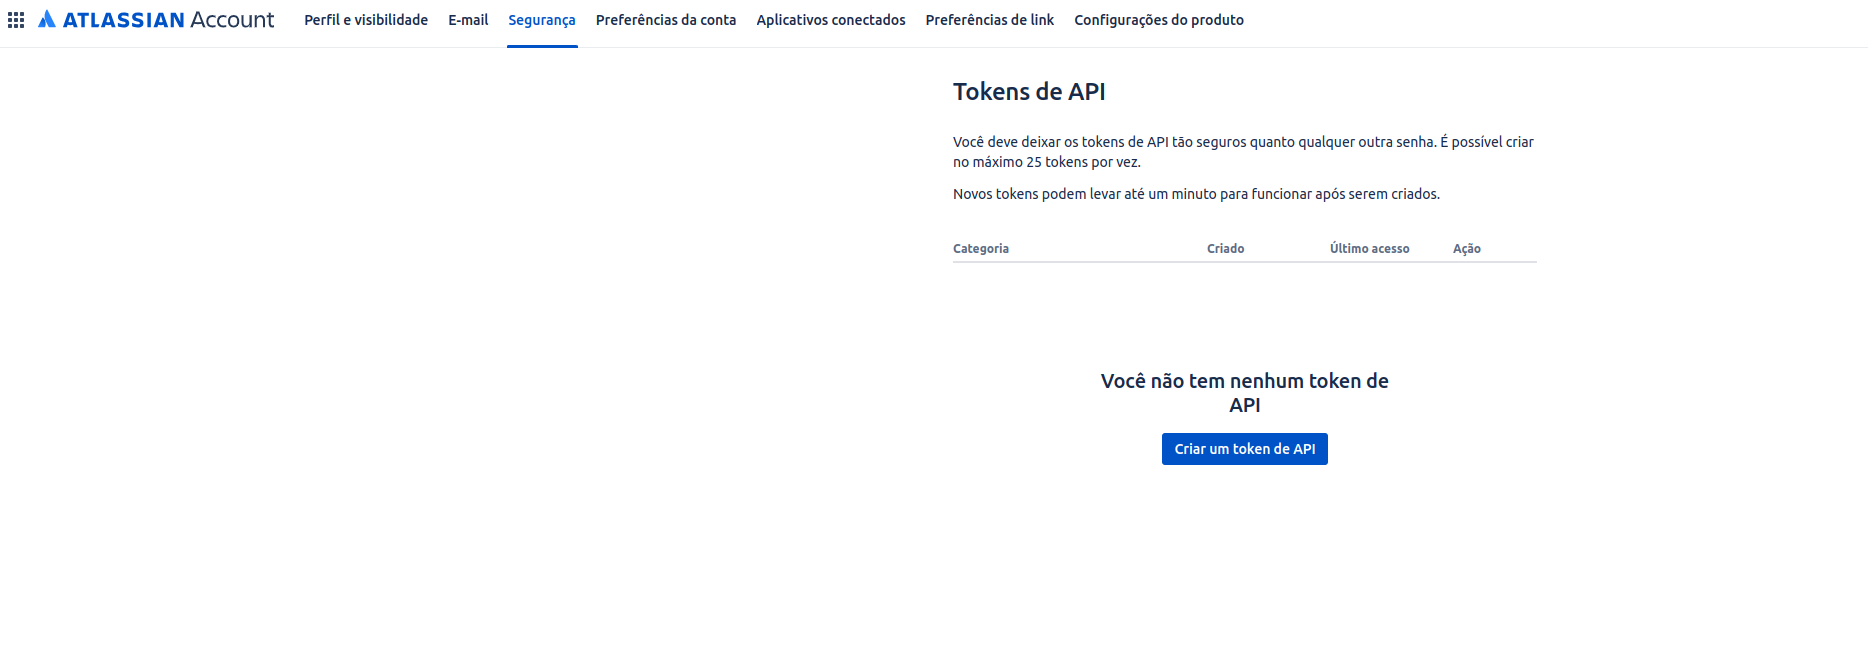 ATLASSIAN Account Perfil e visibilidade E-mail Segurança Preferências da conta Aplicativos conectados Preferências de link Configurações do produto
Tokens de API
Você deve deixar os tokens de API tão seguros quanto qualquer outra senha. É possível criar
no máximo 25 tokens por vez.
Novos tokens podem levar até um minuto para funcionar após serem criados.
Categoria Criado Último acesso Ação
Você não tem nenhum token de
API
Criar um token de API